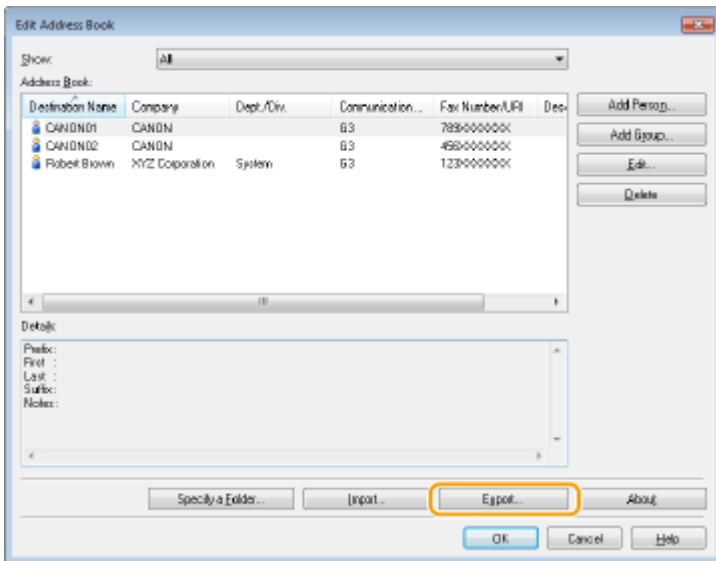 Edit Address Book
Show: All
Address Book:
Destination Name Company Dept./Div. Communication... Fax Number/URI Des
CANON01 CANON G3 789XXXXXXX
CANON02 CANON G3 456XXXXXXX
Robert Brown XYZ Corporation System G3 123XXXXXXX
Add Person...
Add Group...
Edit...
Delete
Details:
Prefix:
First :
Last :
Suffix:
Notes:
Specify a Folder... Import... Export... About
OK Cancel Help